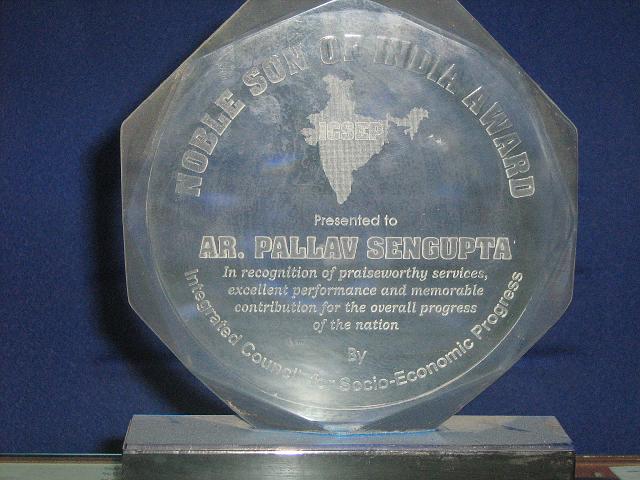 NOBLE SON OF INDIA AWARD
ICSEP
Presented to
AR. PALLAV SENGUPTA
In recognition of praiseworthy services,
excellent performance and memorable
contribution for the overall progress
of the nation
By
Integrated Council for Socio-Economic Progress